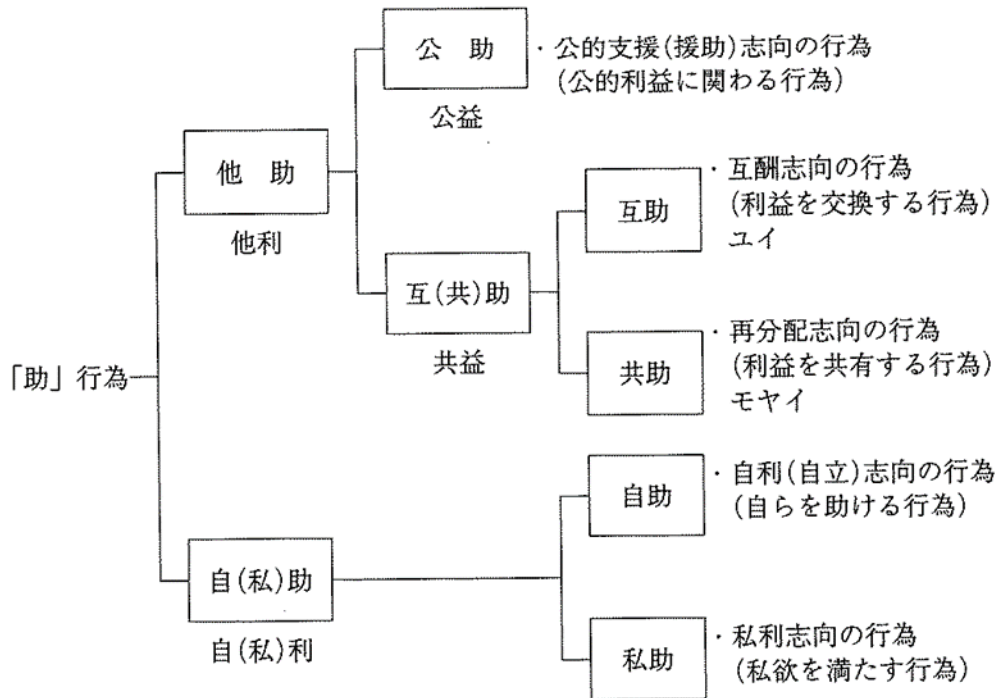 公 助
・公的支援(援助)志向の行為
(公的利益に関わる行為)
公益
他 助
他利
互助
・互酬志向の行為
(利益を交換する行為)
ユイ
互(共)助
共益
共助
・再分配志向の行為
(利益を共有する行為)
モヤイ
「助」行為
自助
・自利(自立)志向の行為
(自らを助ける行為)
自(私)助
自(私)利
私助
・私利志向の行為
(私欲を満たす行為)